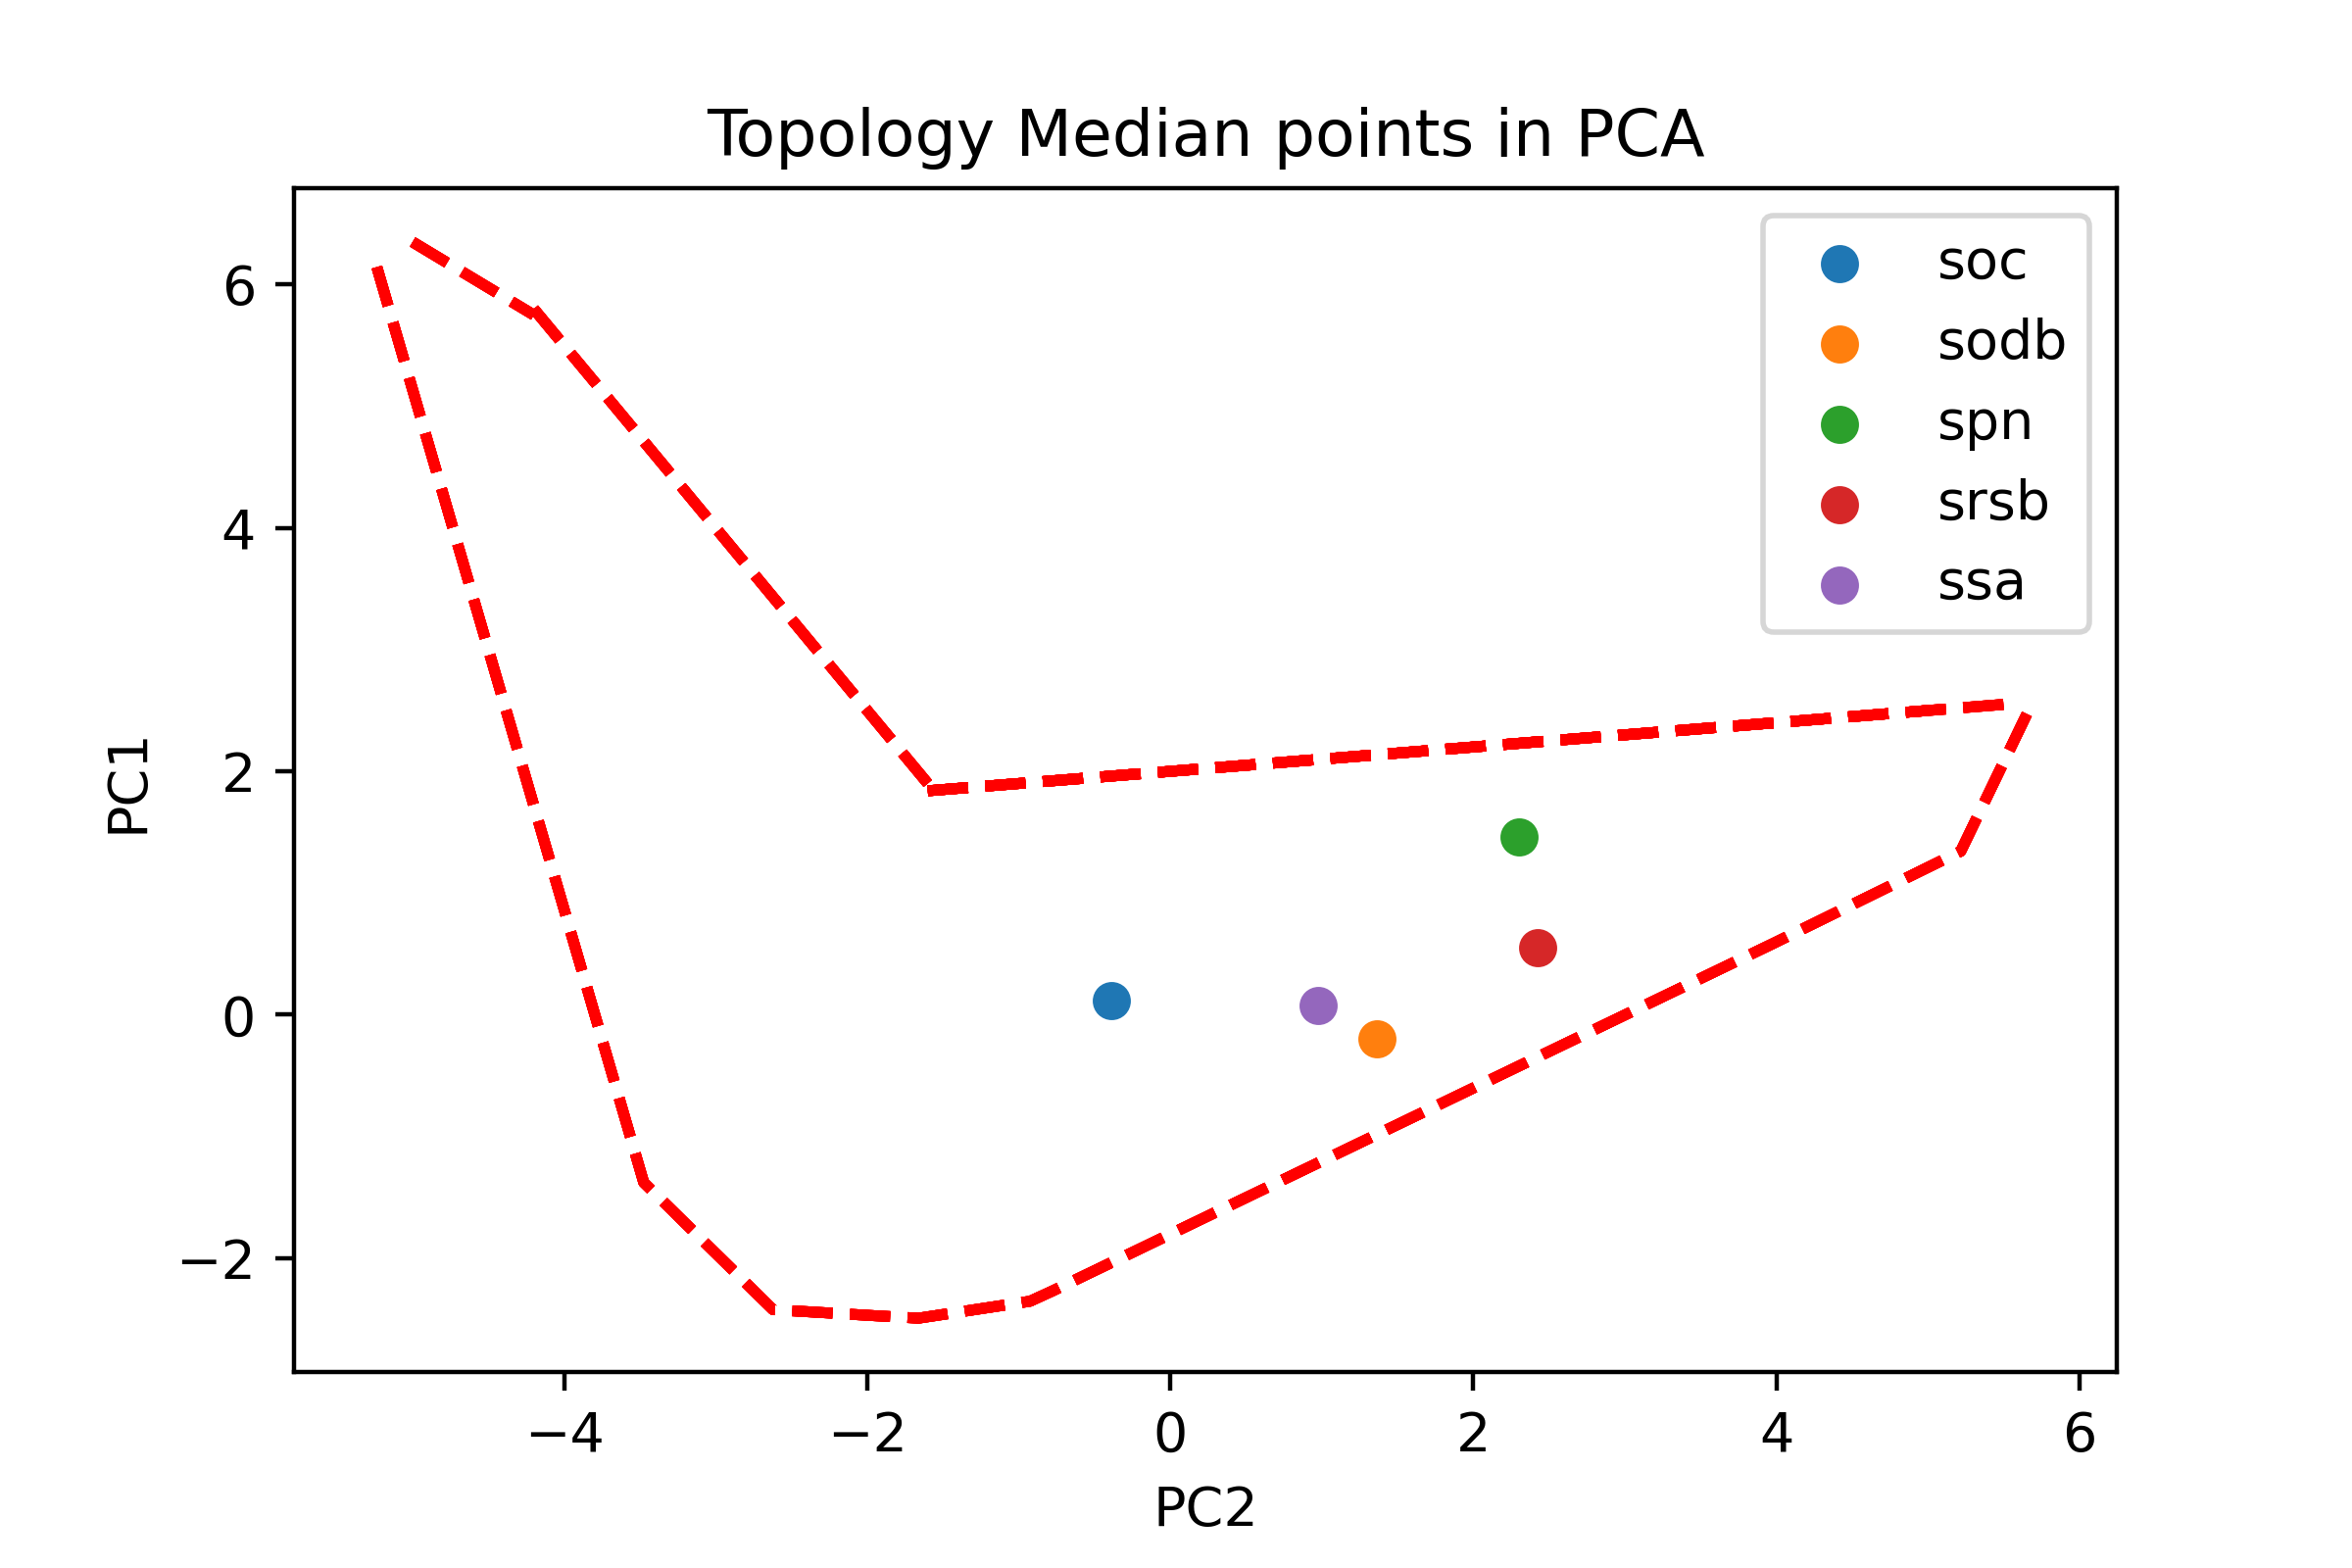 Topology Median points in PCA
soc
sodb
spn
srsb
ssa
6
4
2
0
−2
PC1
−4 −2 0 2 4 6
PC2